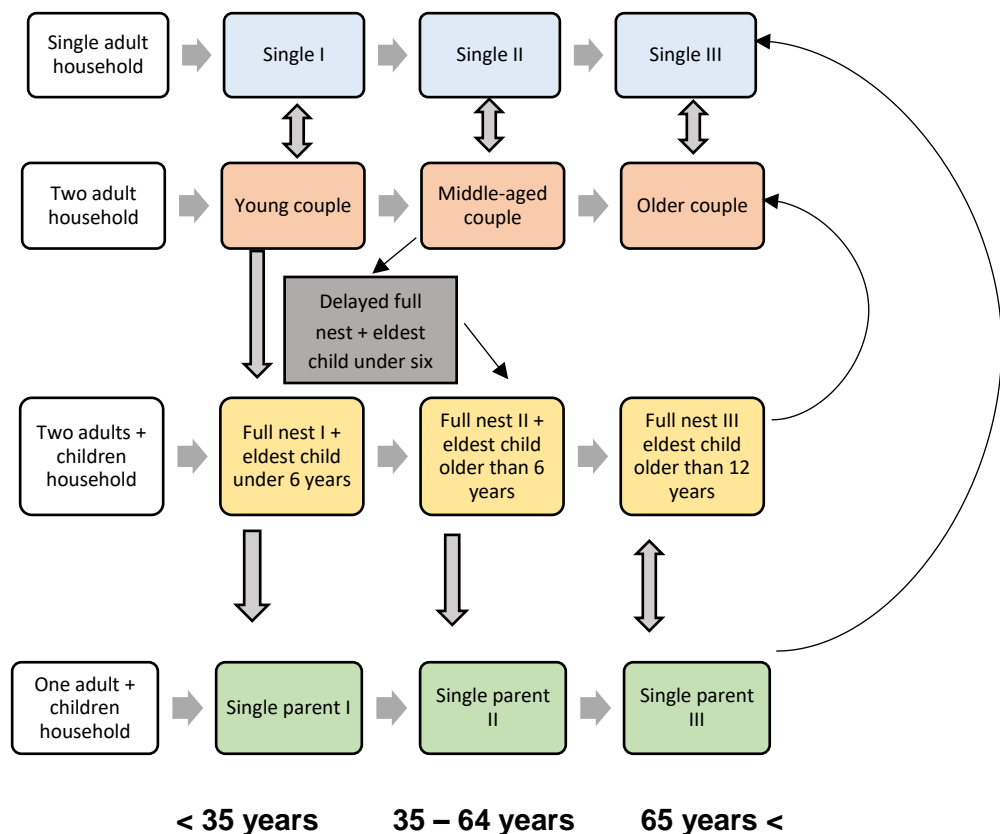 Single adult
household
Single I
Single II
Single III
Two adult
household
Young couple
Middle-aged
couple
Older couple
Delayed full
nest + eldest
child under six
Two adults +
children
household
Full nest I +
eldest child
under 6 years
Full nest II +
eldest child
older than 6
years
Full nest III
eldest child
older than 12
years
One adult +
children
household
Single parent I
Single parent
II
Single parent
III
< 35 years
35 – 64 years
65 years <